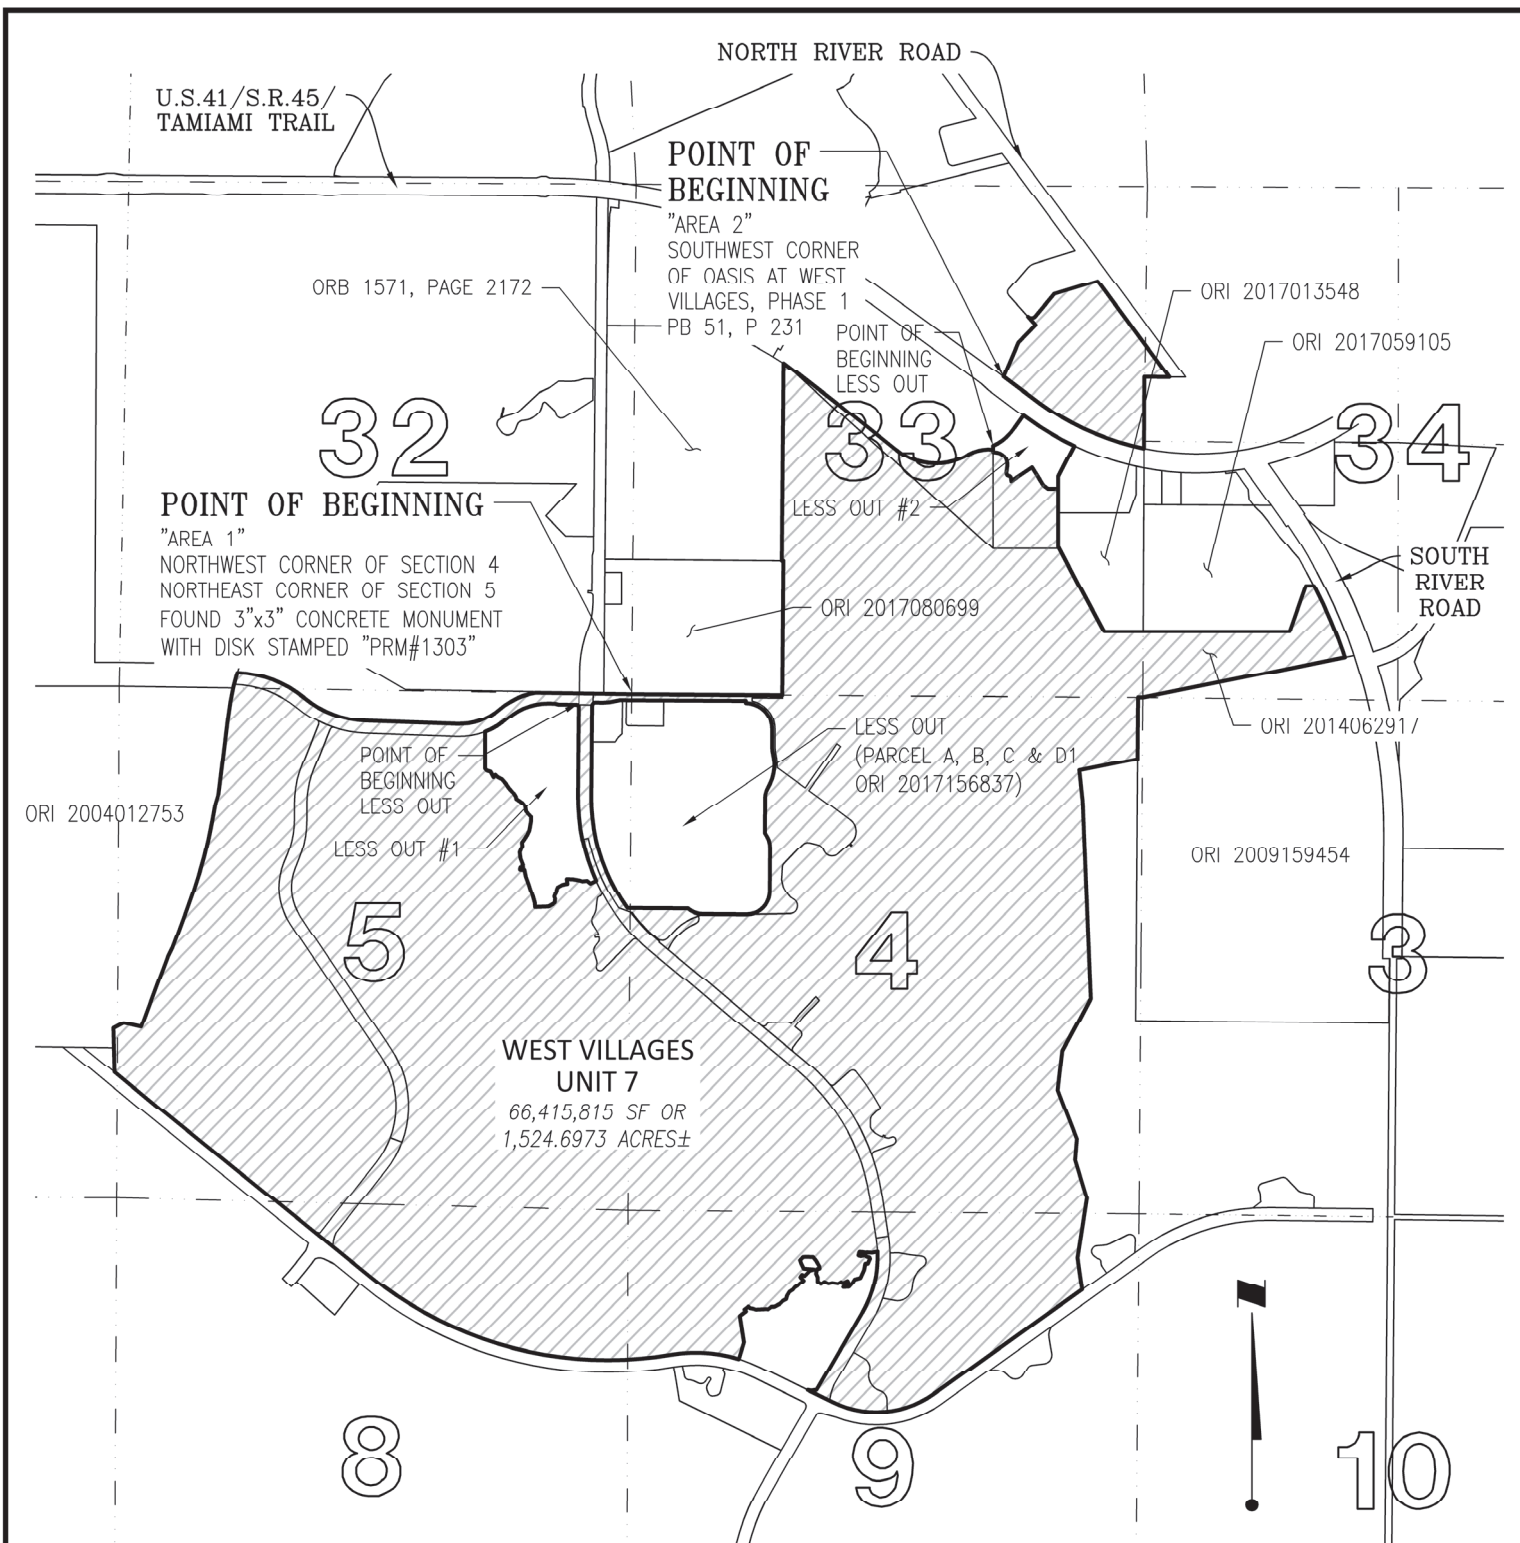 NORTH RIVER ROAD
U.S.41/S.R.45/
TAMIAMI TRAIL
POINT OF
BEGINNING
"AREA 2"
SOUTHWEST CORNER
OF OASIS AT WEST
VILLAGES, PHASE 1
PB 51, P 231
ORB 1571, PAGE 2172
ORI 2017013548
ORI 2017059105
POINT OF
BEGINNING
LESS OUT
32
33
34
POINT OF BEGINNING
"AREA 1"
NORTHWEST CORNER OF SECTION 4
NORTHEAST CORNER OF SECTION 5
FOUND 3"x3" CONCRETE MONUMENT
WITH DISK STAMPED "PRM#1303"
LESS OUT #2
SOUTH
RIVER
ROAD
ORI 2017080699
LESS OUT
(PARCEL A, B, C & D1
ORI 2017156837)
ORI 2014062917
POINT OF
BEGINNING
LESS OUT
ORI 2004012753
LESS OUT #1
ORI 2009159454
5
4
3
WEST VILLAGES
UNIT 7
66,415,815 SF OR
1,524.6973 ACRES±
8
9
10